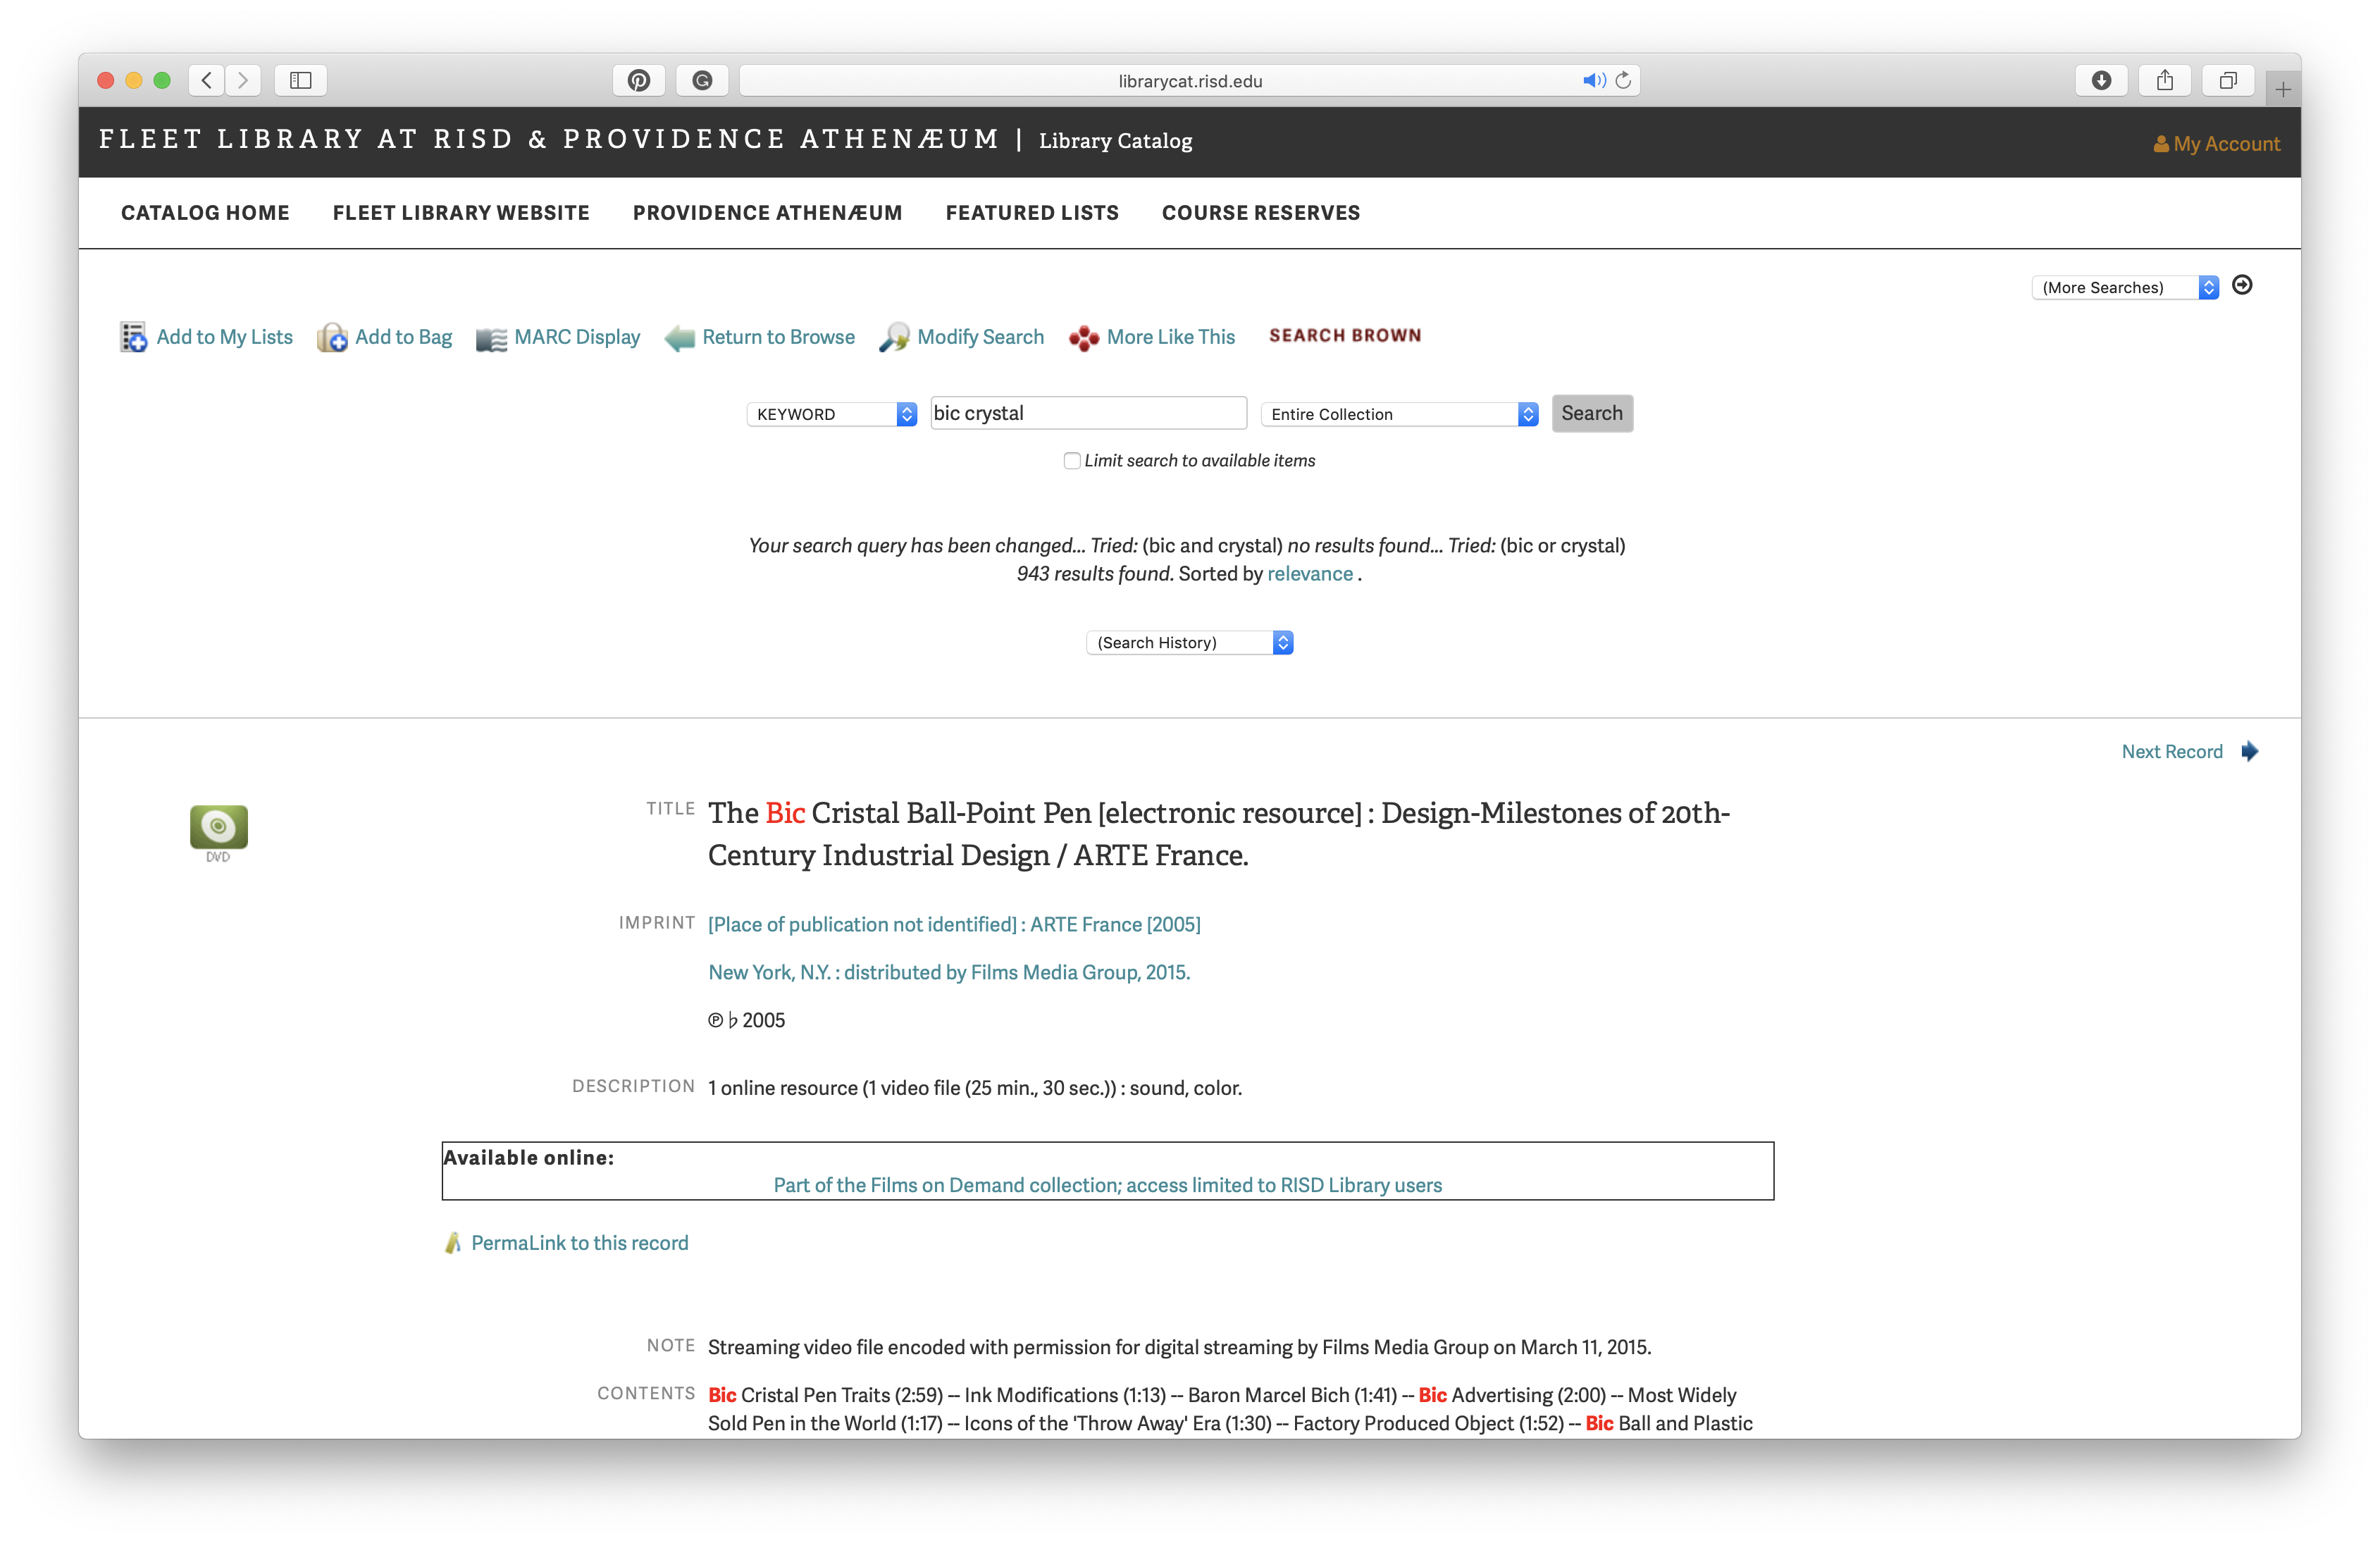 librarycat.risd.edu
FLEET LIBRARY AT RISD & PROVIDENCE ATHENÆUM | Library Catalog
My Account
CATALOG HOME FLEET LIBRARY WEBSITE PROVIDENCE ATHENÆUM FEATURED LISTS COURSE RESERVES
(More Searches)
Add to My Lists Add to Bag MARC Display Return to Browse Modify Search More Like This SEARCH BROWN
KEYWORD bic crystal Entire Collection Search
Limit search to available items
Your search query has been changed... Tried: (bic and crystal) no results found... Tried: (bic or crystal)
943 results found. Sorted by relevance .
(Search History)
Next Record
DVD
TITLE The Bic Cristal Ball-Point Pen [electronic resource] : Design-Milestones of 20th-
Century Industrial Design / ARTE France.
IMPRINT [Place of publication not identified] : ARTE France [2005]
New York, N.Y. : distributed by Films Media Group, 2015.
℗ ♭ 2005
DESCRIPTION 1 online resource (1 video file (25 min., 30 sec.)) : sound, color.
Available online:
Part of the Films on Demand collection; access limited to RISD Library users
PermaLink to this record
NOTE Streaming video file encoded with permission for digital streaming by Films Media Group on March 11, 2015.
CONTENTS Bic Cristal Pen Traits (2:59) -- Ink Modifications (1:13) -- Baron Marcel Bich (1:41) -- Bic Advertising (2:00) -- Most Widely
Sold Pen in the World (1:17) -- Icons of the 'Throw Away' Era (1:30) -- Factory Produced Object (1:52) -- Bic Ball and Plastic